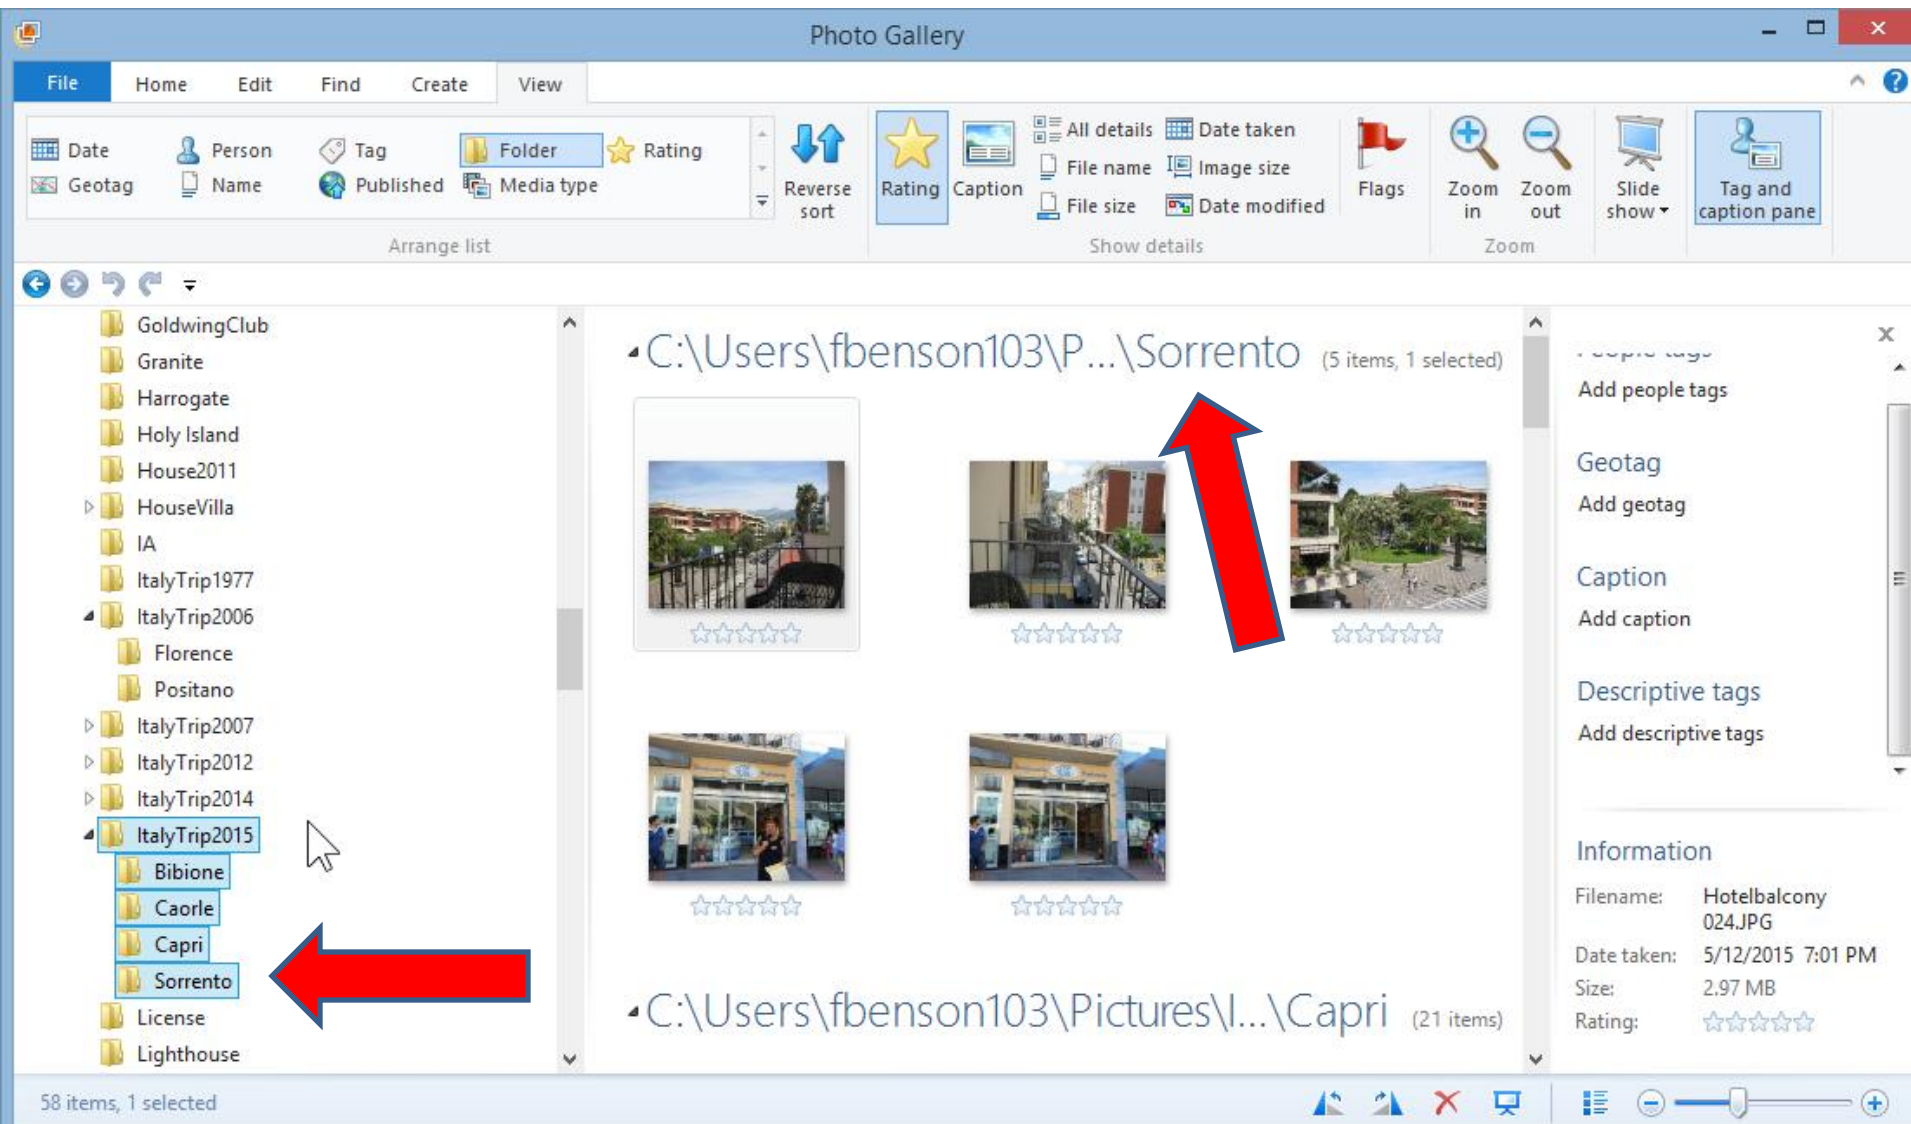 Photo Gallery
File Home Edit Find Create View
Date Person Tag Folder Rating
Geotag Name Published Media type
Reverse sort
Rating Caption
All details Date taken
File name Image size
File size Date modified
Flags
Zoom in
Zoom out
Slide show
Tag and caption pane
Arrange list
Show details
Zoom
GoldwingClub
Granite
Harrogate
Holy Island
House2011
HouseVilla
IA
ItalyTrip1977
ItalyTrip2006
Florence
Positano
ItalyTrip2007
ItalyTrip2012
ItalyTrip2014
ItalyTrip2015
Bibione
Caorle
Capri
Sorrento
License
Lighthouse
C:\Users\fbenson103\P...\Sorrento (5 items, 1 selected)
C:\Users\fbenson103\Pictures\I...\Capri (21 items)
People tags
Add people tags
Geotag
Add geotag
Caption
Add caption
Descriptive tags
Add descriptive tags
Information
Filename: Hotelbalcony
024.JPG
Date taken: 5/12/2015 7:01 PM
Size: 2.97 MB
Rating:
58 items, 1 selected